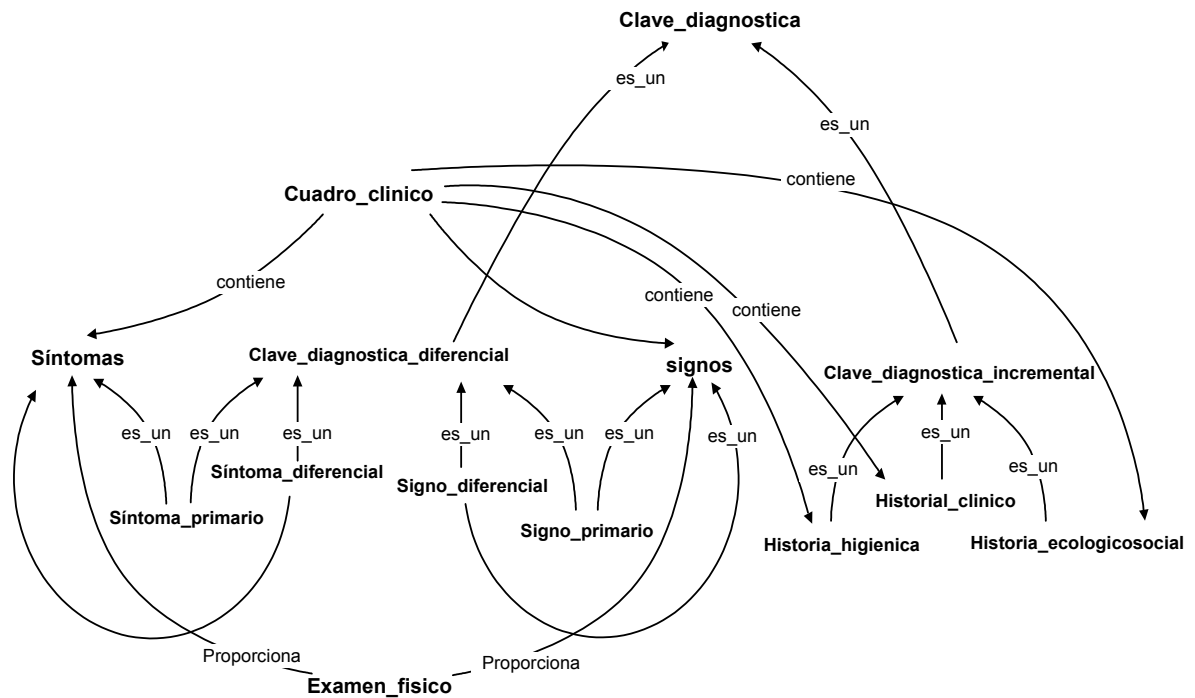 Clave_diagnostica
es_un
es_un
contiene
Cuadro_clinico
contiene
contiene
contiene
Síntomas
Clave_diagnostica_diferencial
signos
Clave_diagnostica_incremental
es_un
es_un
es_un
es_un
es_un
es_un
es_un
es_un
es_un
es_un
Síntoma_diferencial
Signo_diferencial
Historial_clinico
Síntoma_primario
Signo_primario
Historia_higienica
Historia_ecologicosocial
Proporciona
Proporciona
Examen_fisico